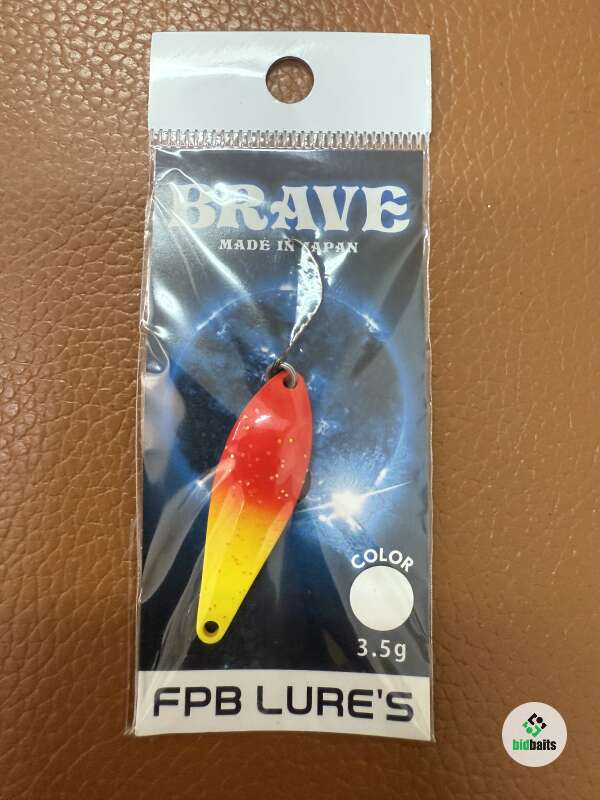 BRAVE
MADE IN JAPAN
COLOR
3.5g
FPB LURE'S
bidbaits